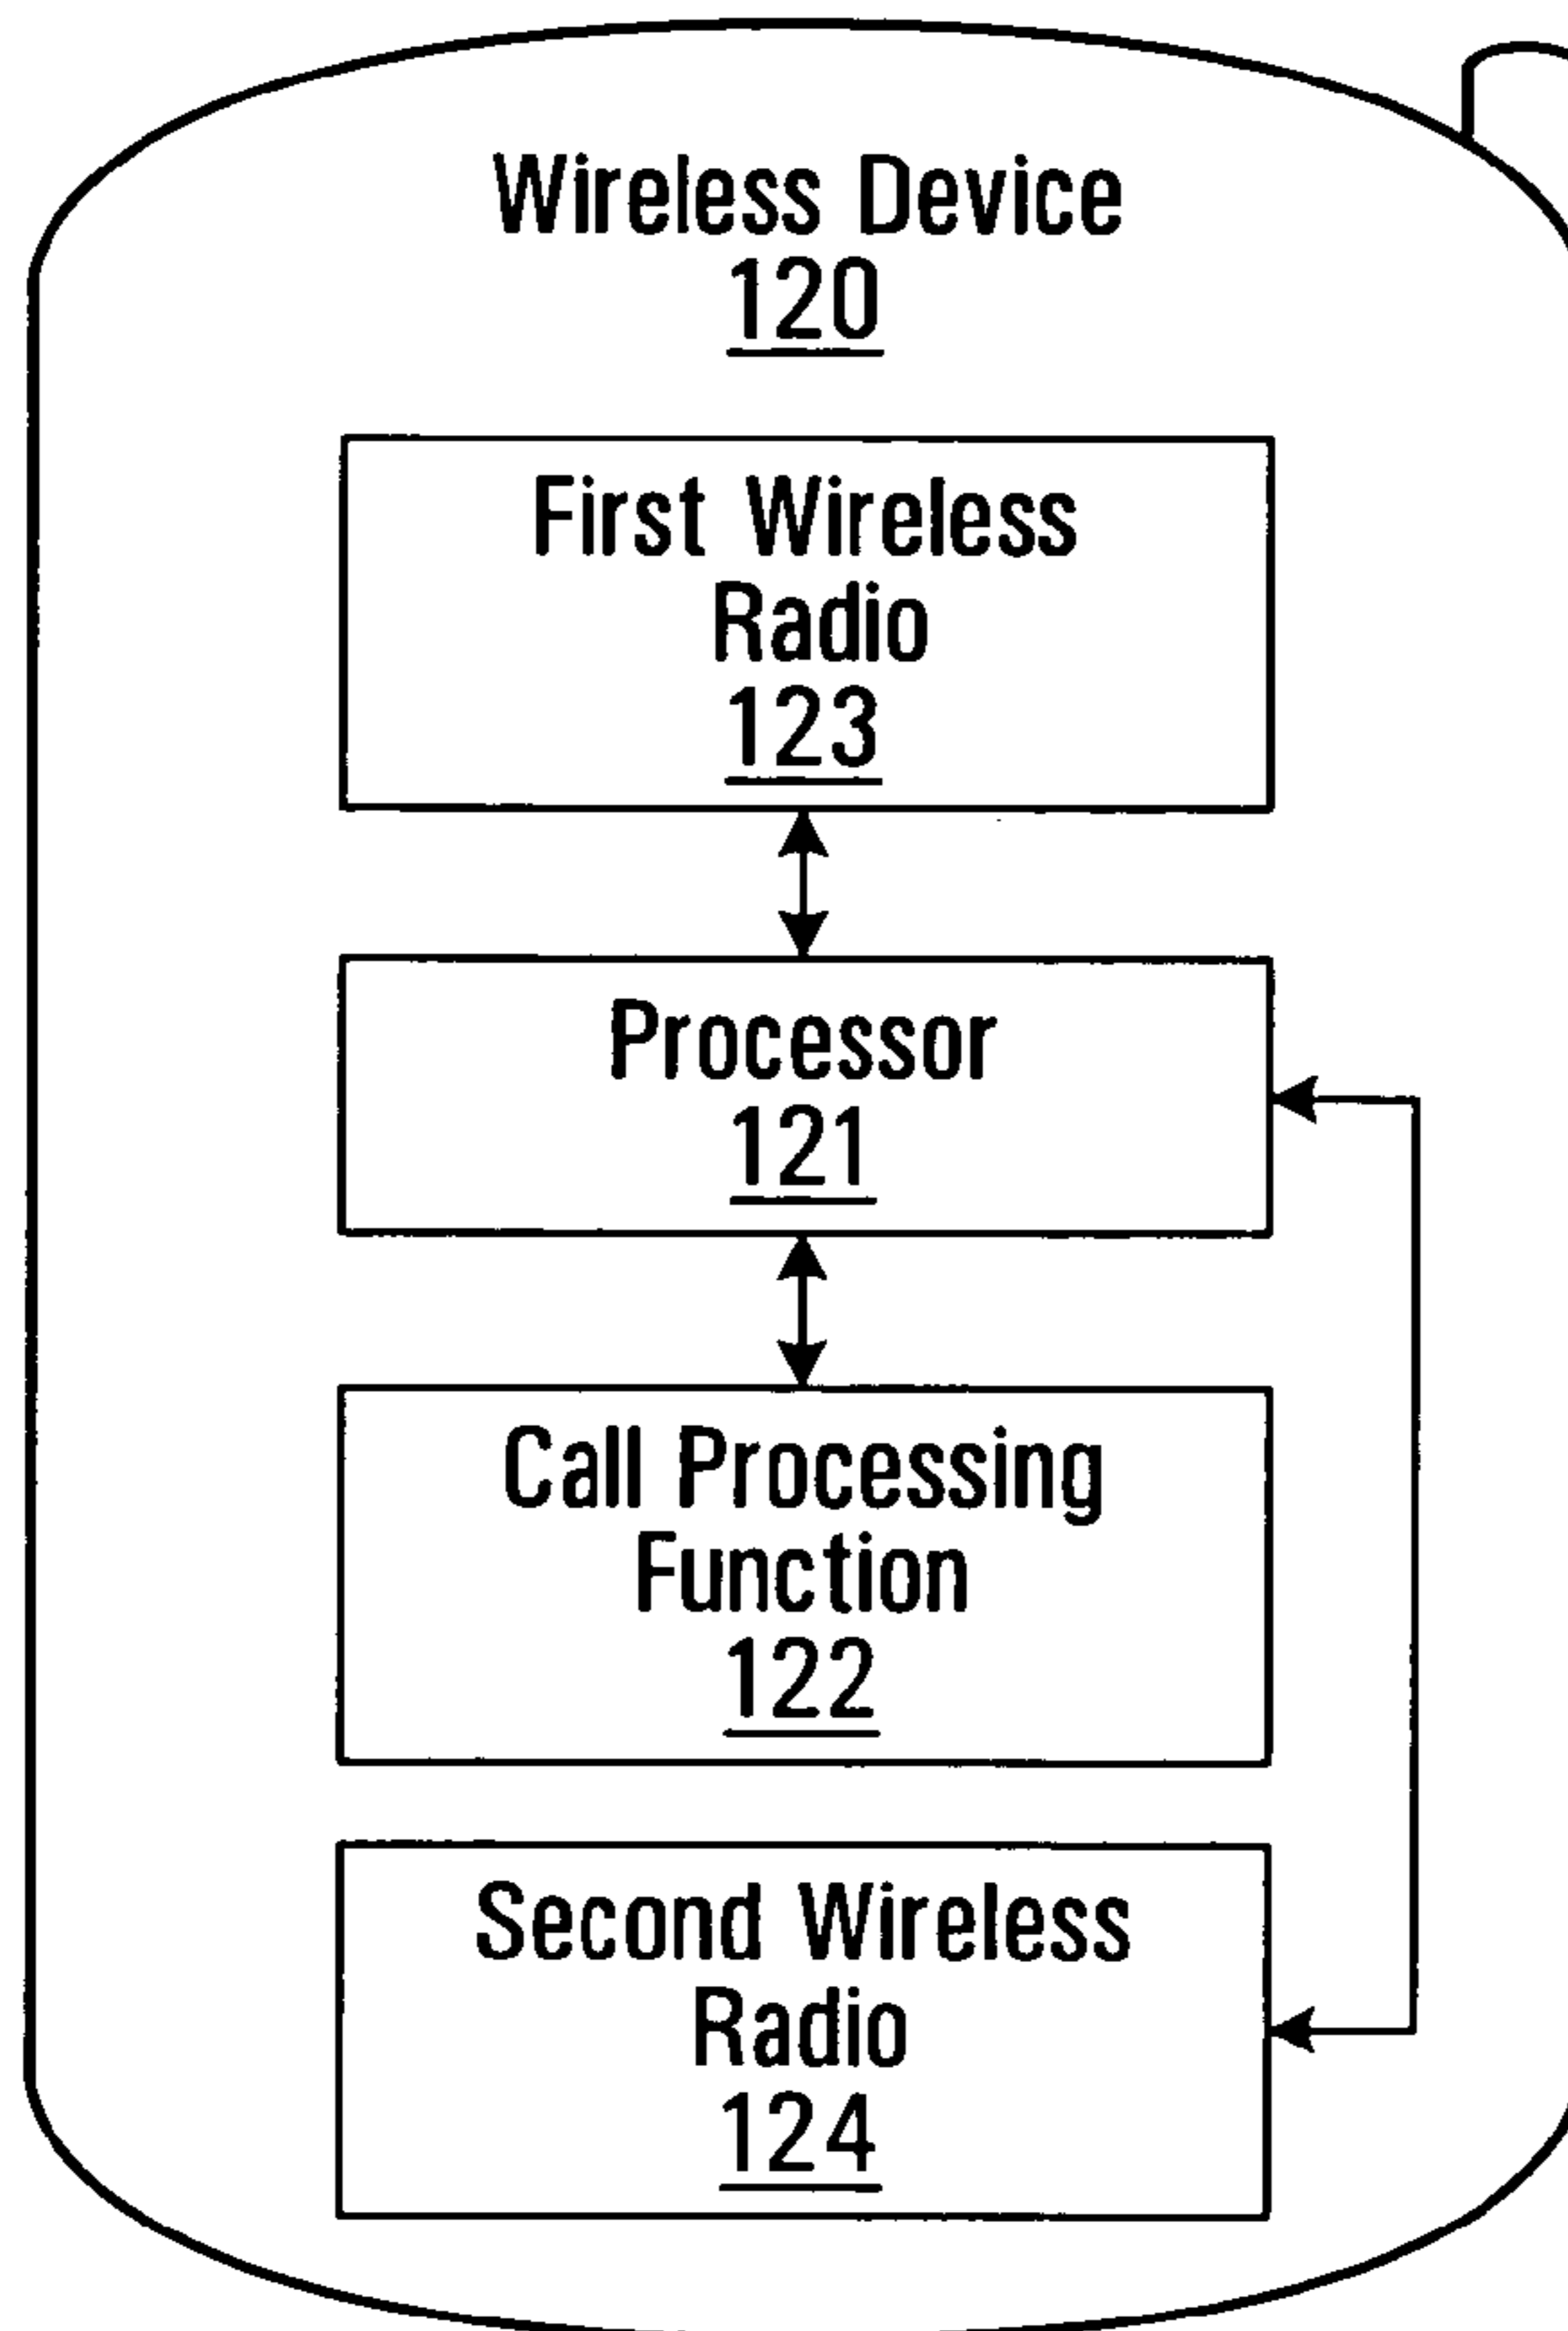 Wireless Device
120
First Wireless
Radio
123
Processor
121
Call Processing
Function
122
Second Wireless
Radio
124